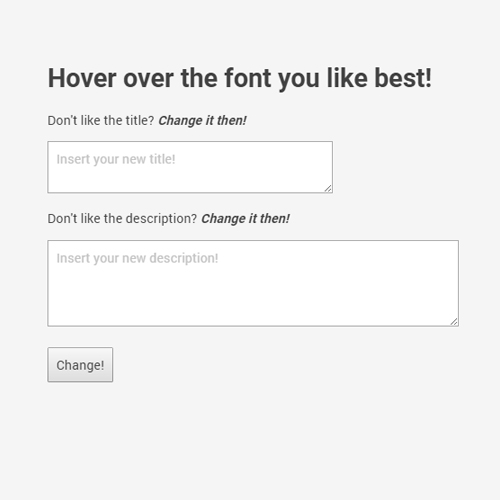 Hover over the font you like best!
Don't like the title? Change it then!
Insert your new title!
Don't like the description? Change it then!
Insert your new description!
Change!